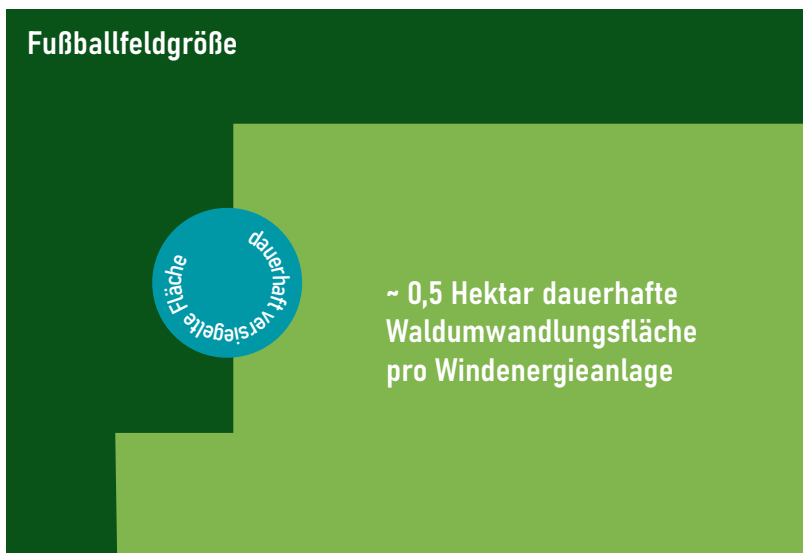 Fußballfeldgröße
dauerhaft versiegelte Fläche
~ 0,5 Hektar dauerhafte
Waldumwandlungsfläche
pro Windenergieanlage